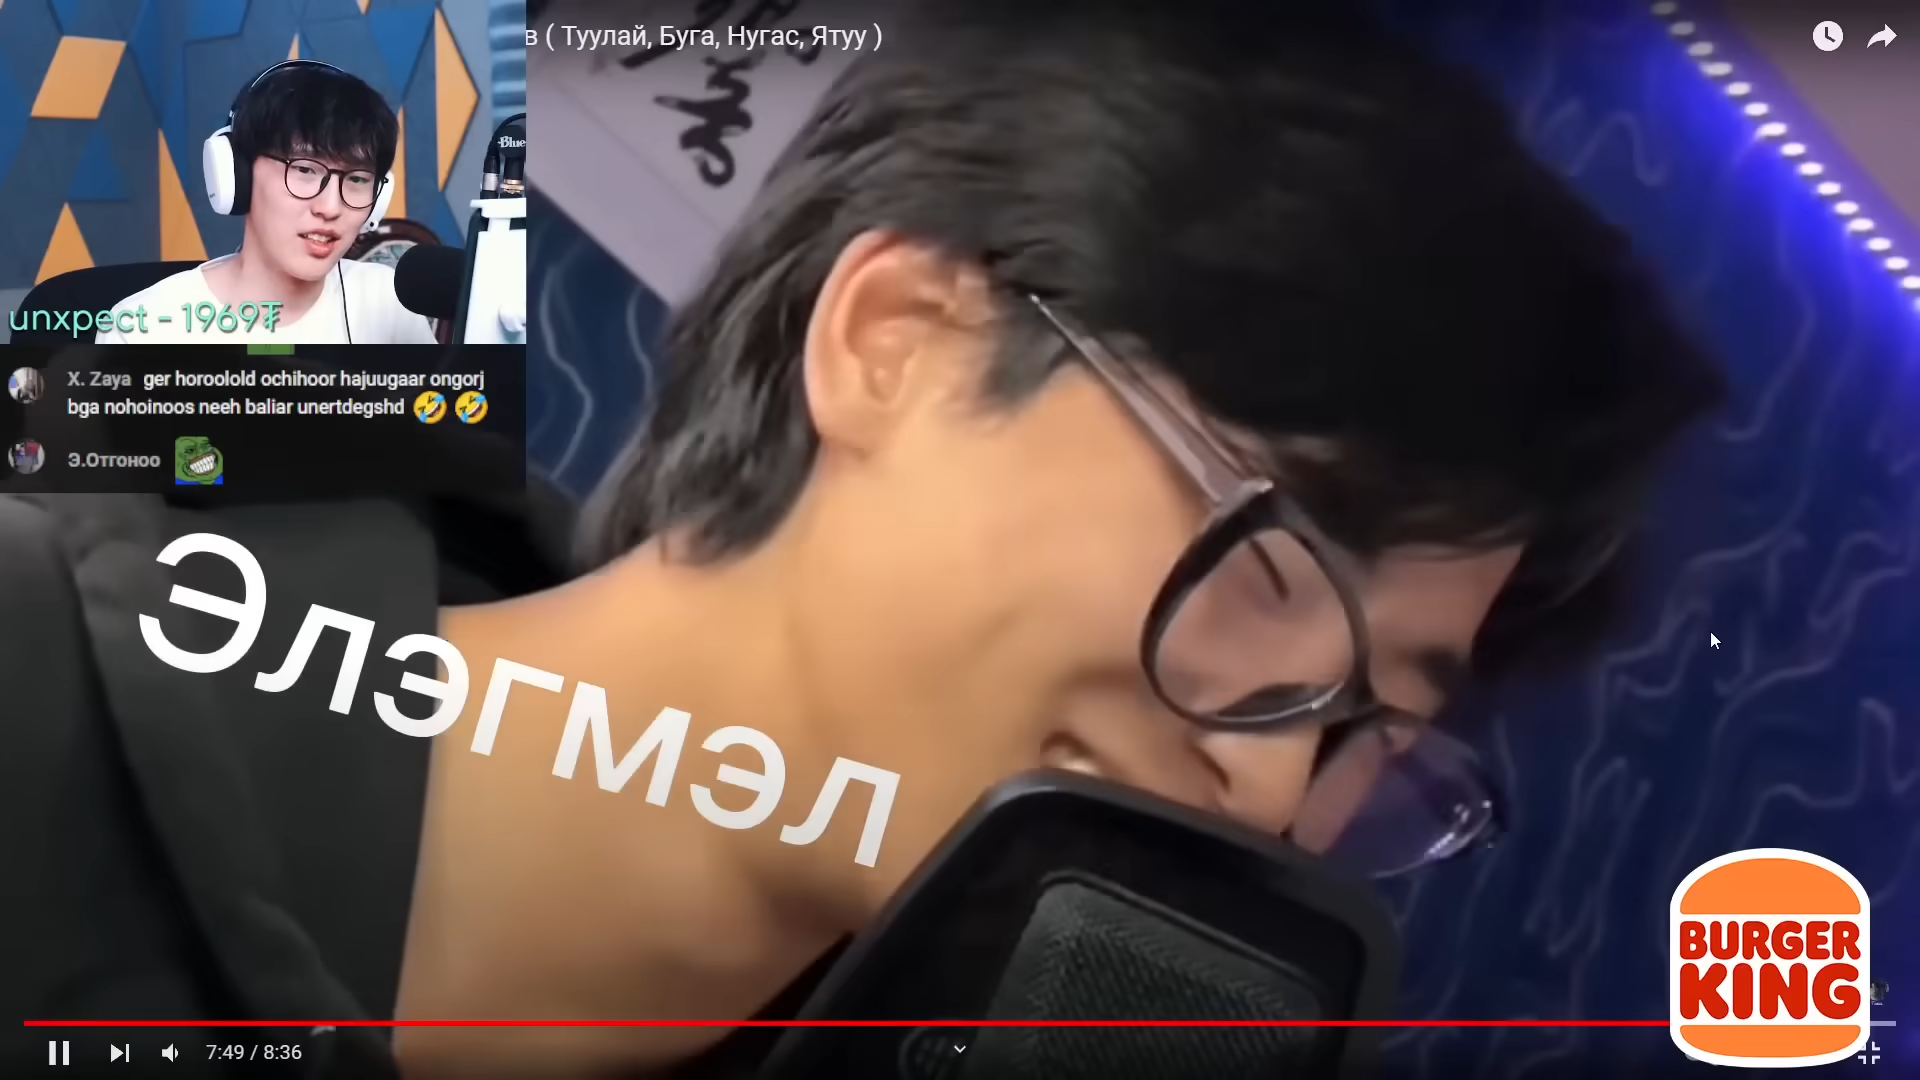 в ( Туулай, Буга, Нугас, Ятуу )
Blue
unxpect - 1969₮
X. Zaya ger horoolold ochihoor hajuugaar ongorj
bga nohoinoos neeh baliar unertdegshd 🤣 🤣
Э.Отгоноо
элэгмэл
BURGER
KING
7:49 / 8:36